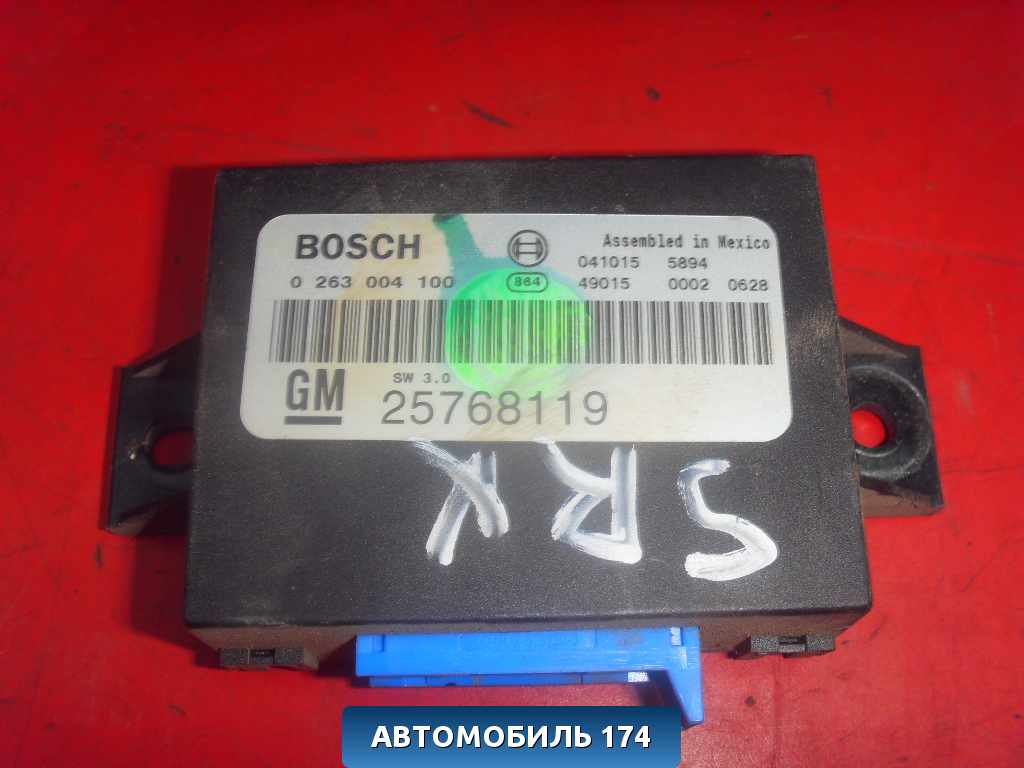 BOSCH
Assembled in Mexico
041015 5894
0 263 004 100 864 49015 0002 0628
SW 3.0
GM 25768119
SRX
АВТОМОБИЛЬ 174